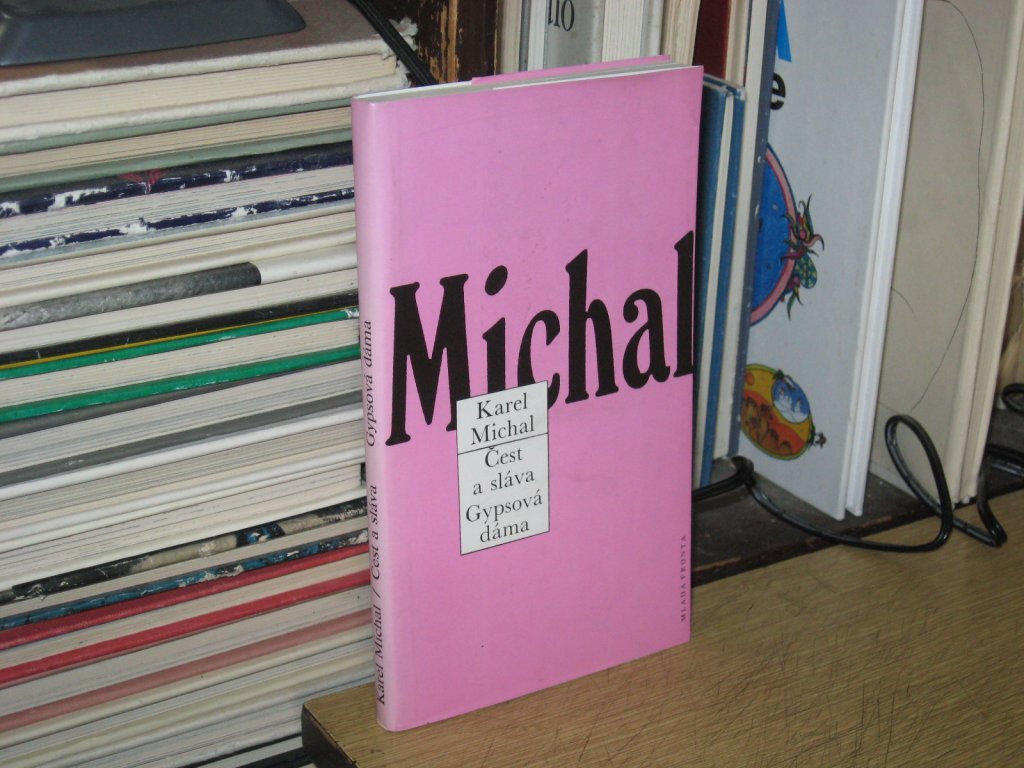 Michal
Karel
Michal
Čest
a sláva
Gypsová
dáma
MLADÁ FRONTA
Karel Michal / Čest a sláva Gypsová dáma
e